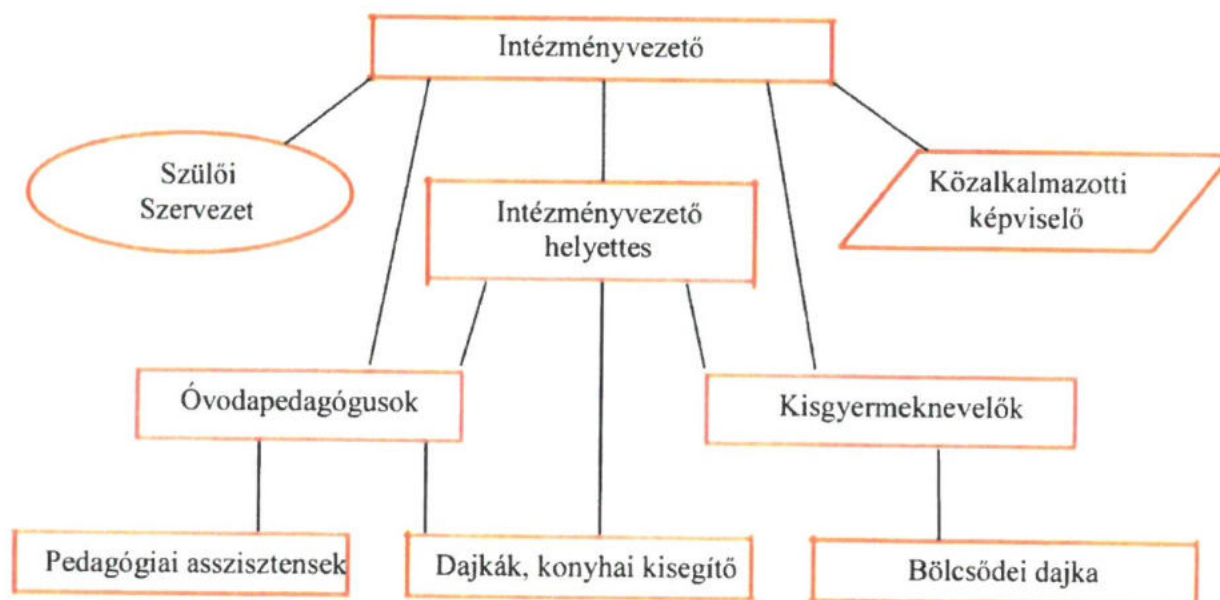 Intézményvezető
Szülői
Szervezet
Intézményvezető
helyettes
Közalkalmazotti
képviselő
Óvodapedagógusok
Kisgyermeknevelők
Pedagógiai asszisztensek
Dajkák, konyhai kisegítő
Bölcsődei dajka